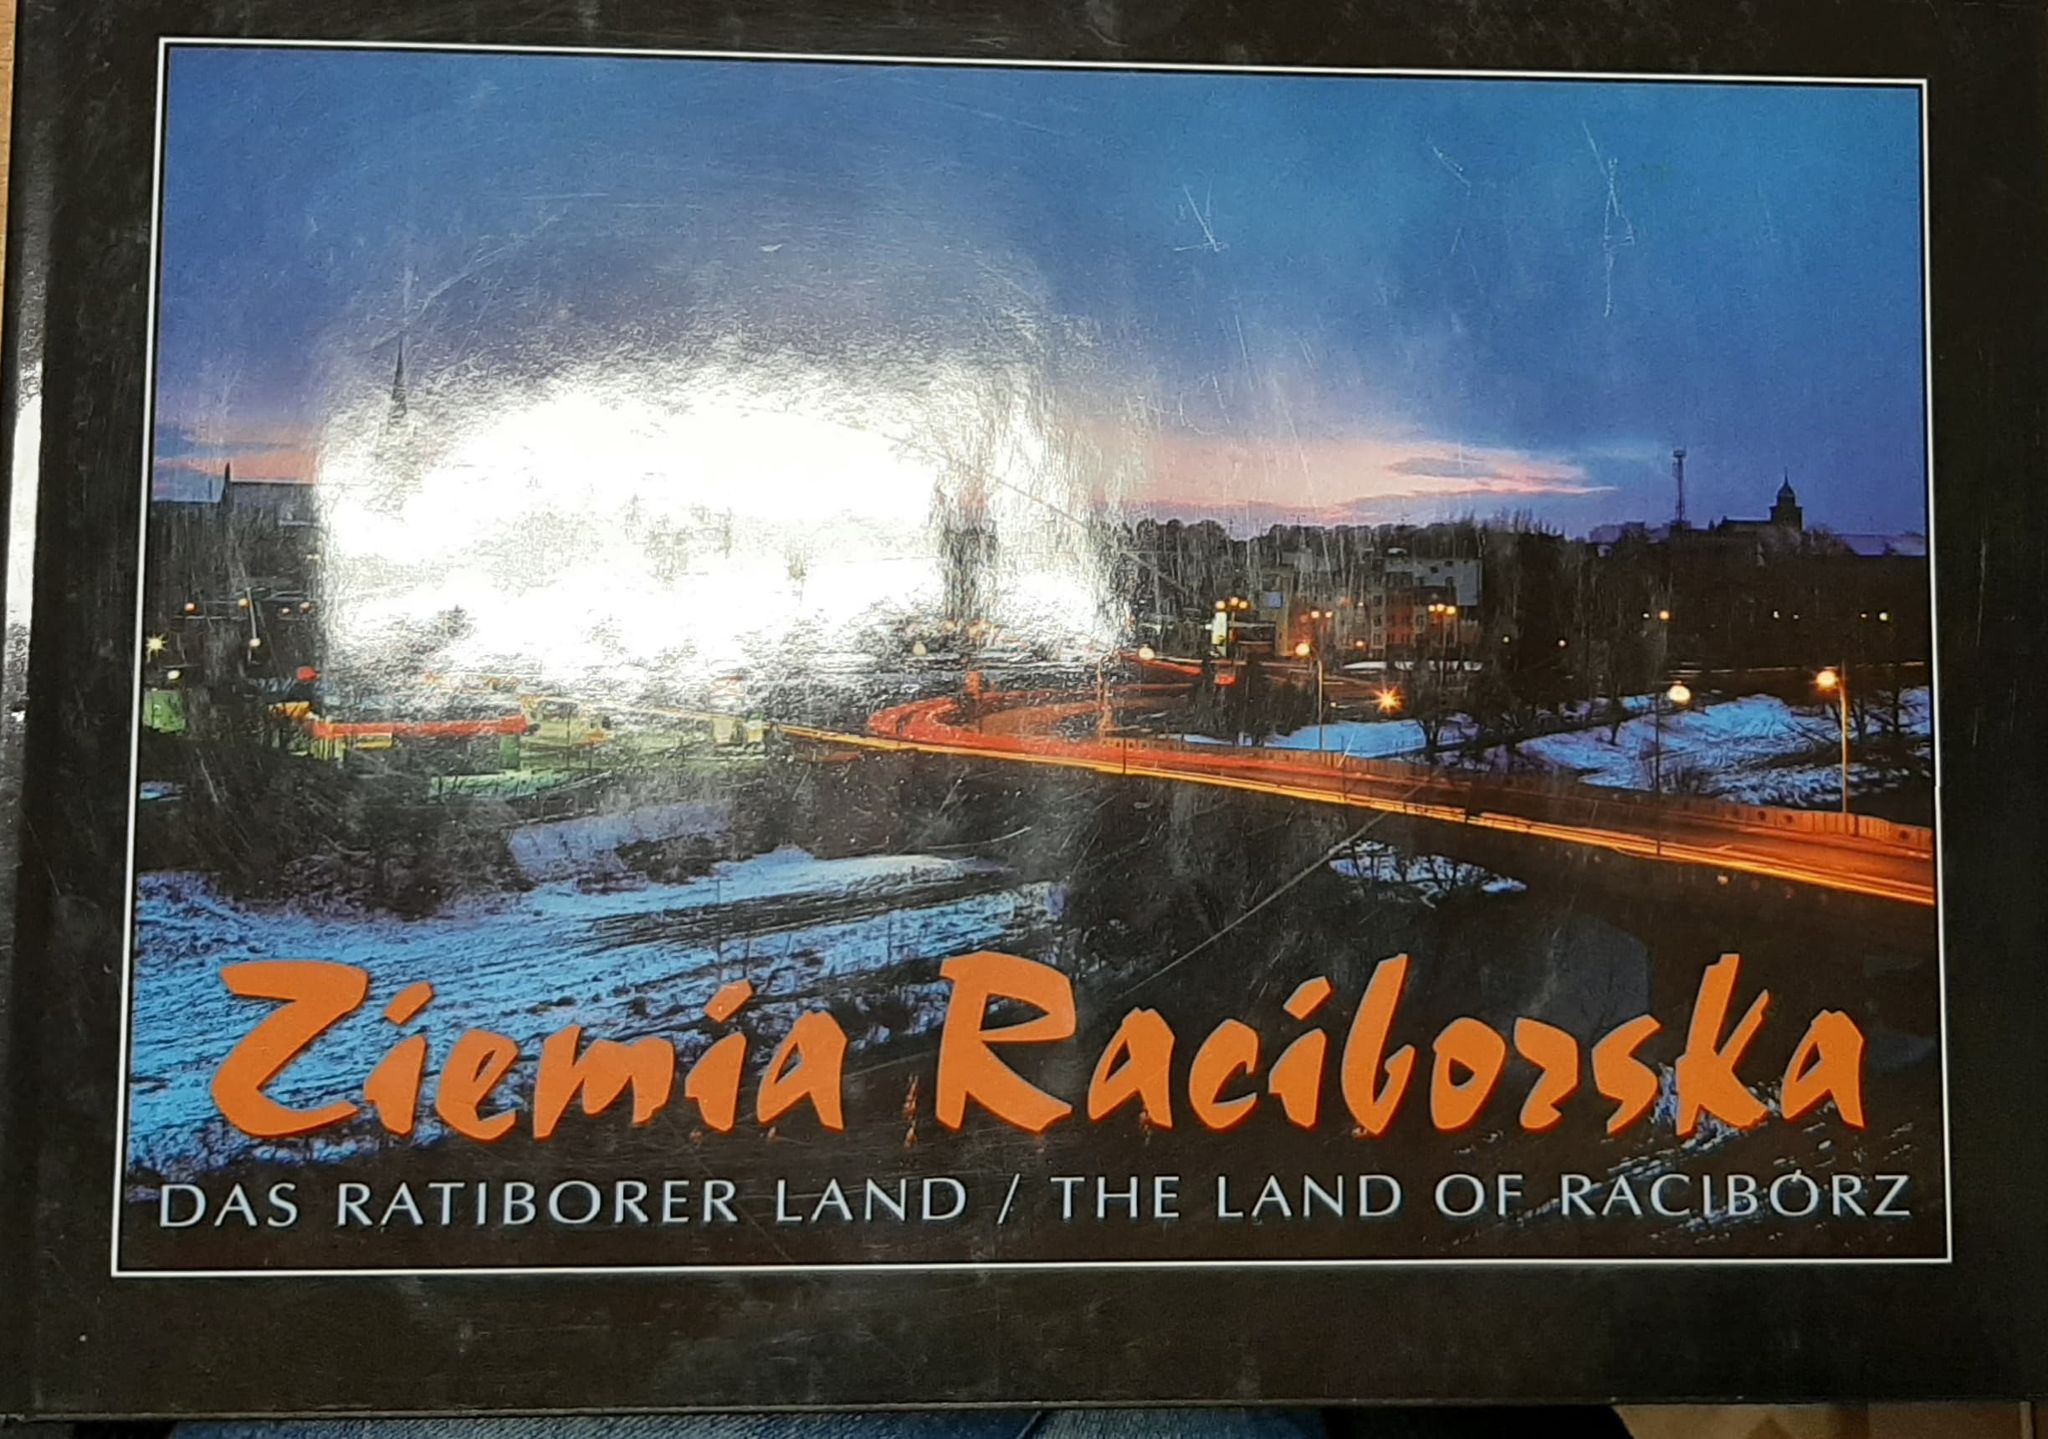 Ziemia Raciborska
DAS RATIBORER LAND / THE LAND OF RACIBÓRZ